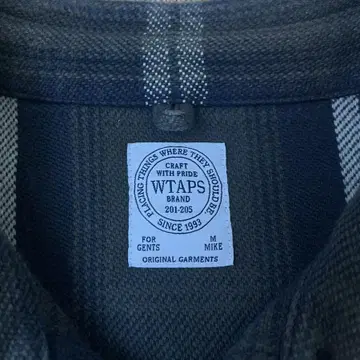 PLACING THINGS WHERE THEY SHOULD BE.
CRAFT
WITH PRIDE
WTAPS
BRAND
201-205
SINCE 1993
FOR
GENTS
M
MIKE
ORIGINAL GARMENTS